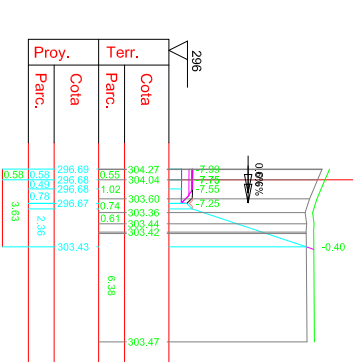 296
Proy. Terr.
Parc. Cota Parc. Cota
0.58 0.58 296.69 0.55 304.27 -7.99
0.49 296.68 304.04 -7.75
0.78 296.68 1.02 -7.55
296.67 0.74 303.80 -7.25
3.63 2.36 0.61 303.36
303.44
303.43 303.42 -0.40
6.38
303.47